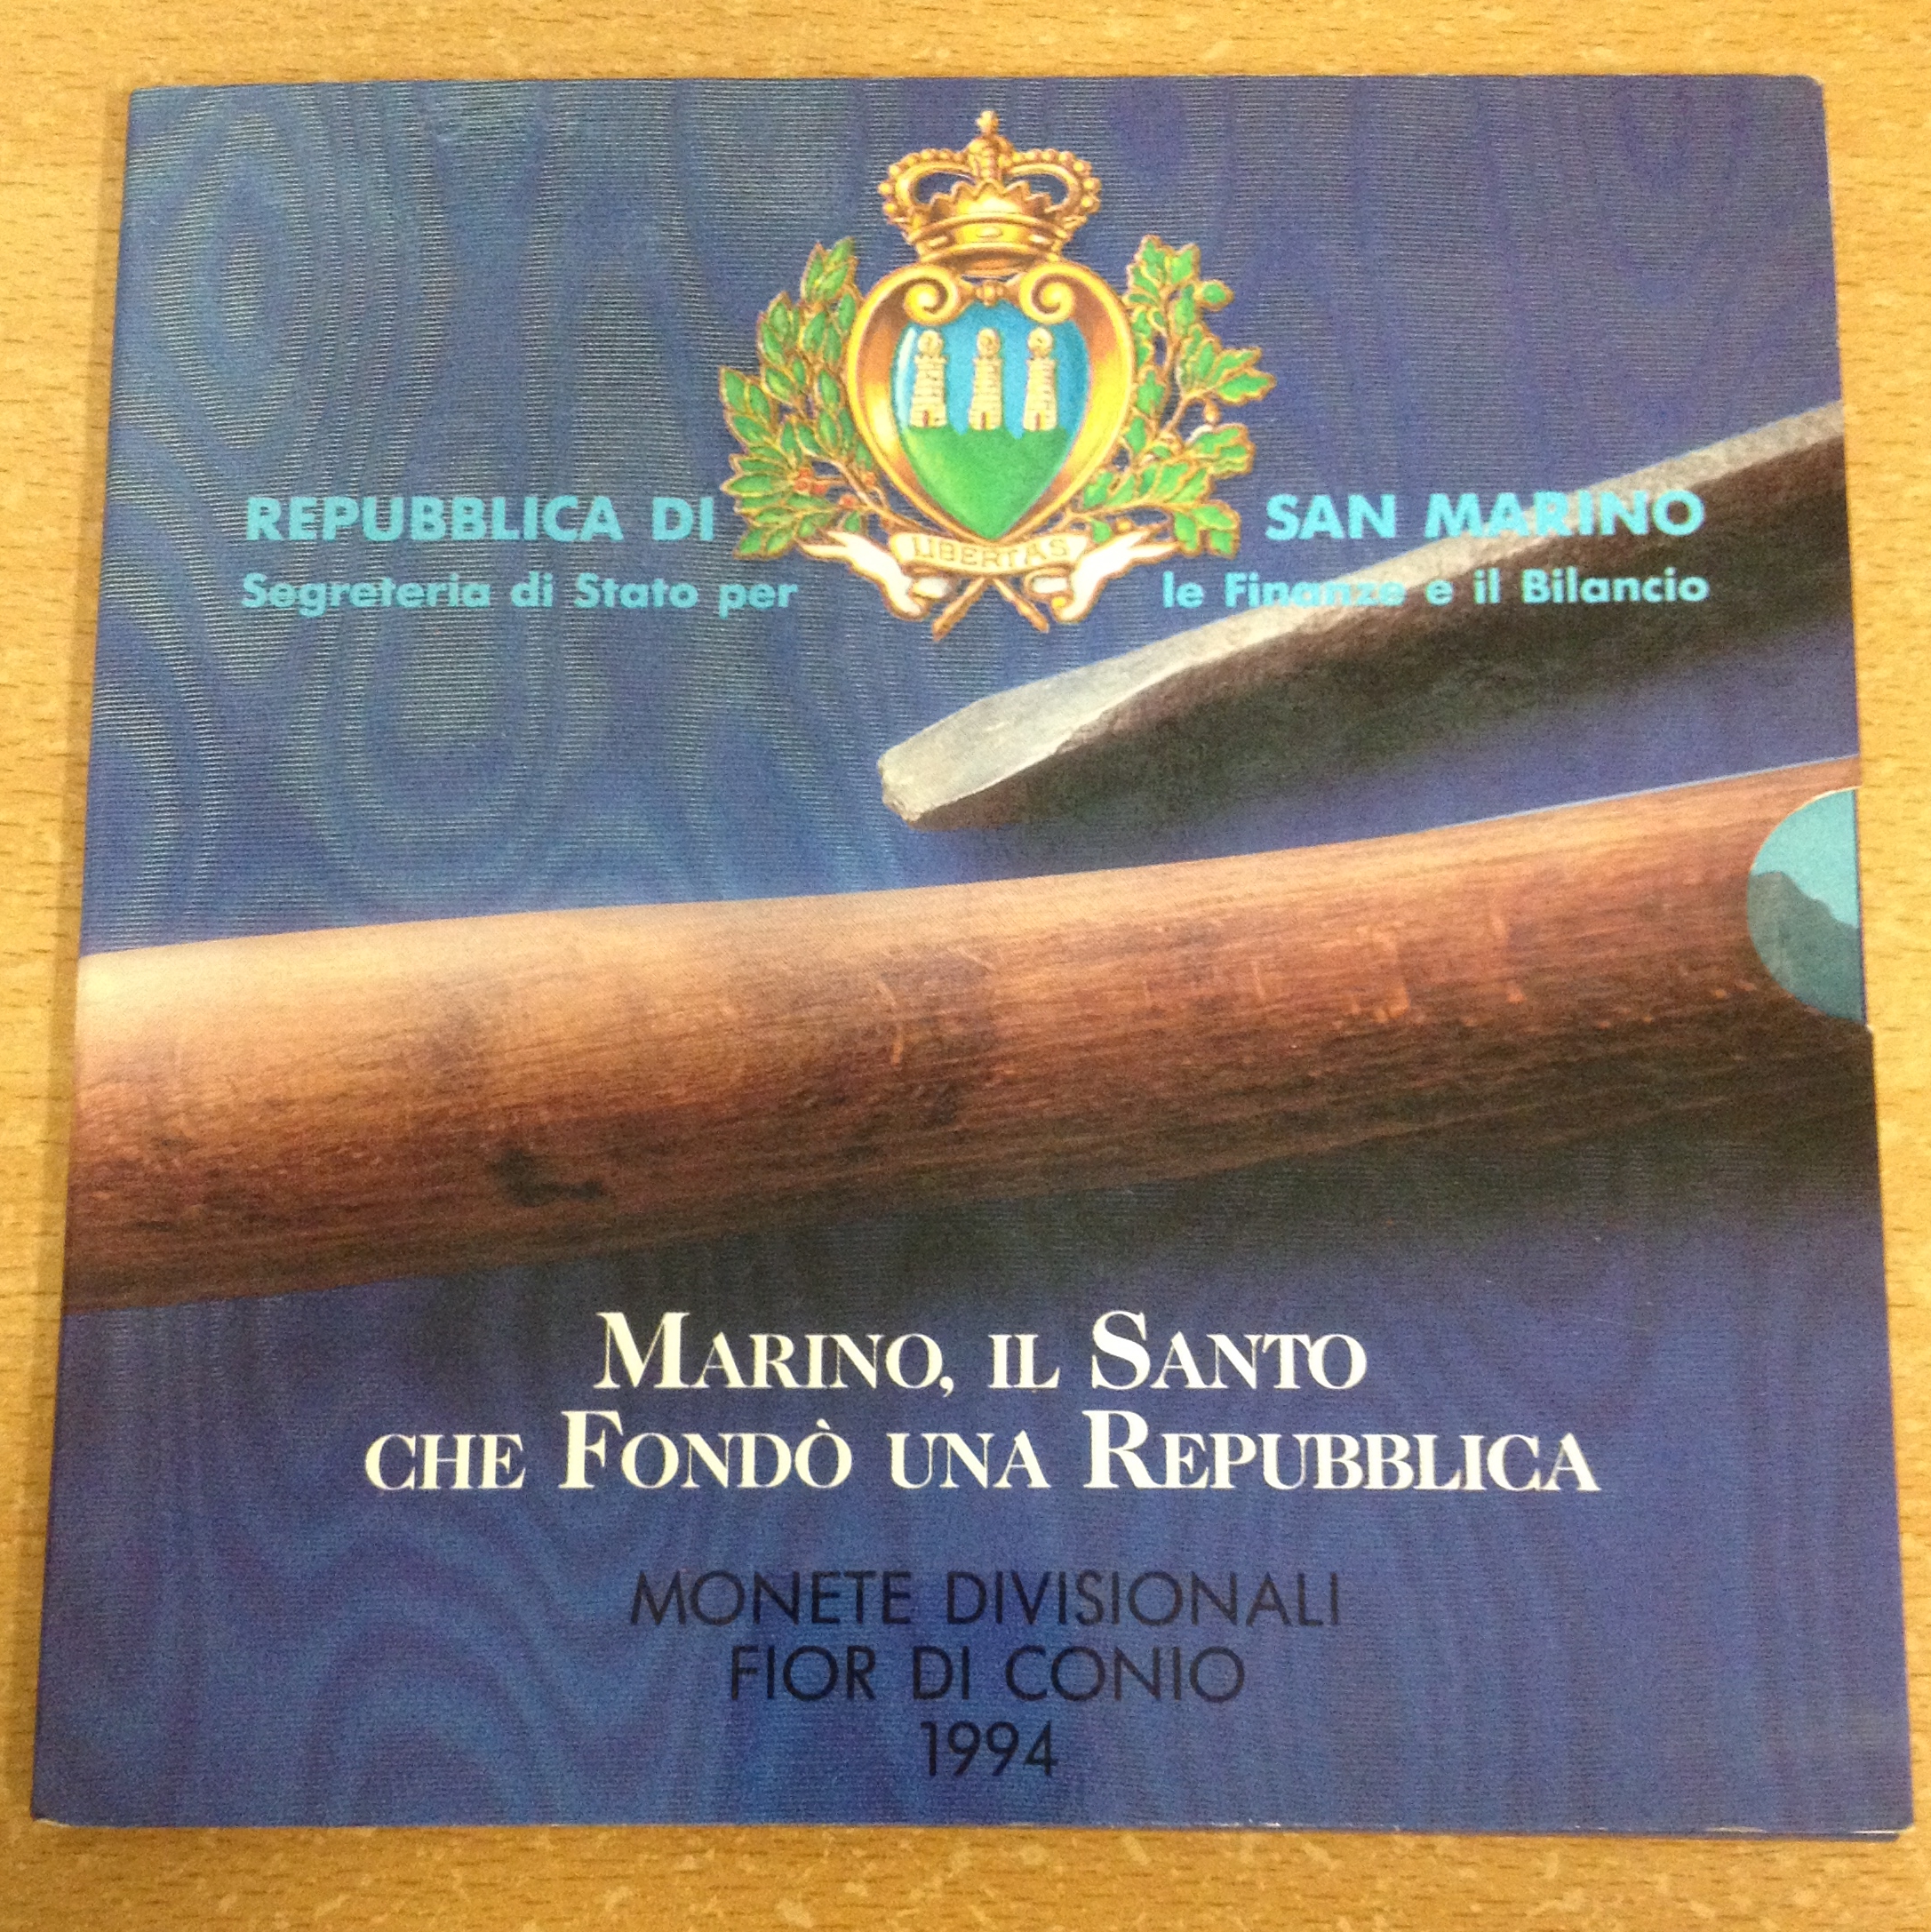 REPUBBLICA DI SAN MARINO
Segreteria di Stato per le Finanze e il Bilancio
LIBERTAS
MARINO, IL SANTO
CHE FONDÒ UNA REPUBBLICA
MONETE DIVISIONALI
FIOR DI CONIO
1994